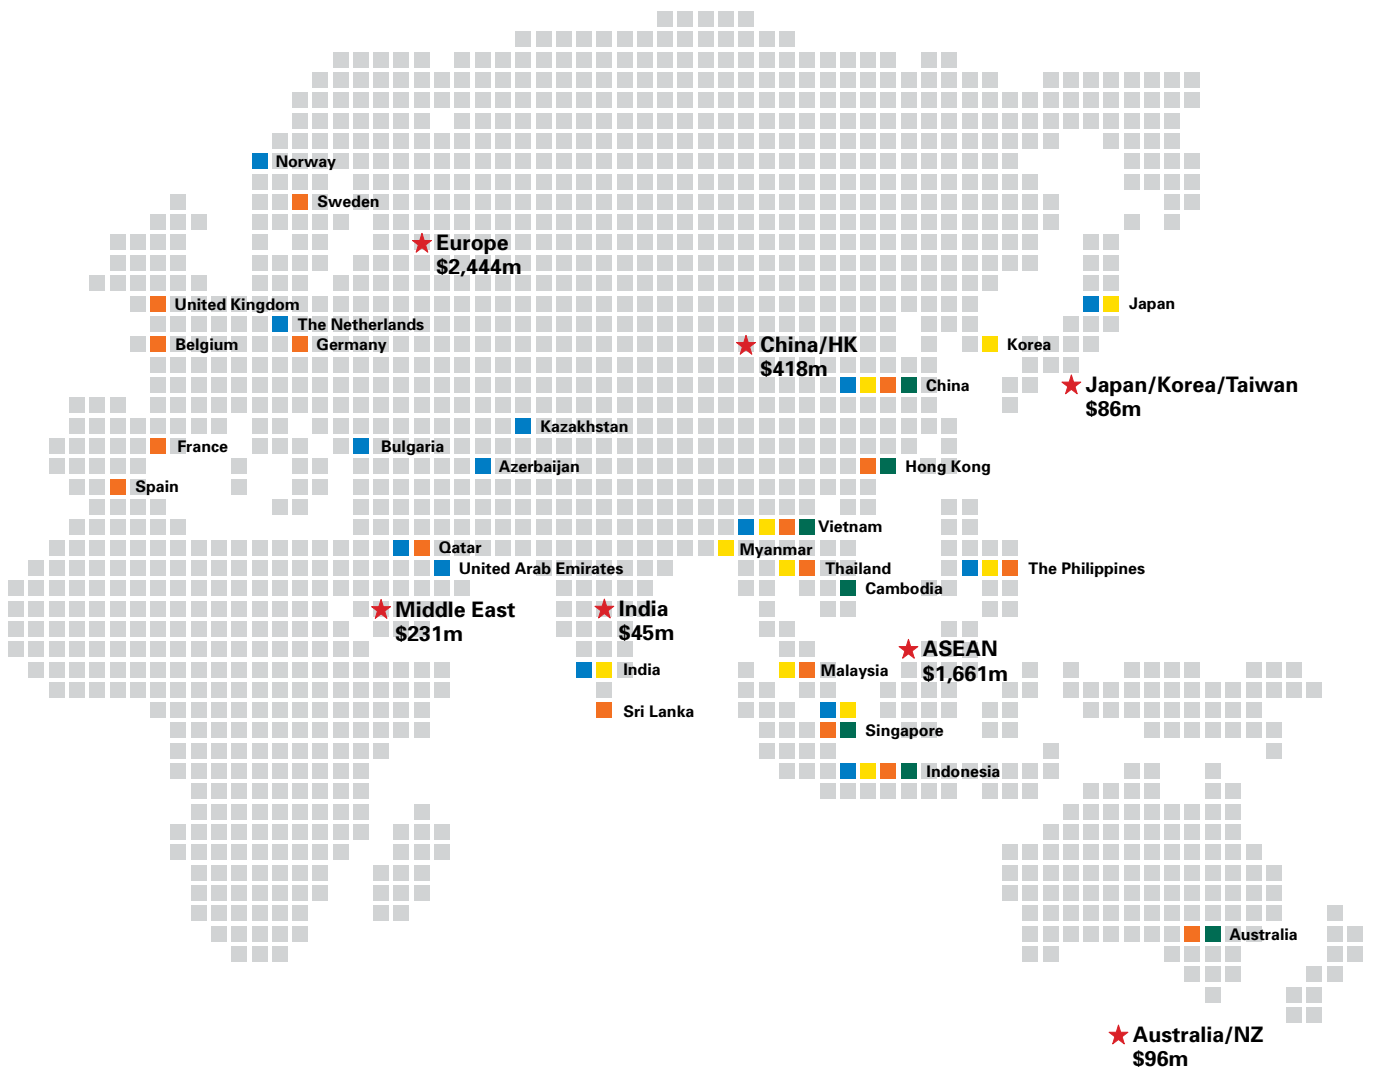 Norway
Sweden
Europe
$2,444m
United Kingdom
Japan
The Netherlands
Belgium
Germany
China/HK
$418m
Korea
China
Japan/Korea/Taiwan
$86m
Kazakhstan
France
Bulgaria
Azerbaijan
Hong Kong
Spain
Vietnam
Qatar
Myanmar
United Arab Emirates
Thailand
The Philippines
Cambodia
Middle East
$231m
India
$45m
ASEAN
$1,661m
India
Malaysia
Sri Lanka
Singapore
Indonesia
Australia
Australia/NZ
$96m